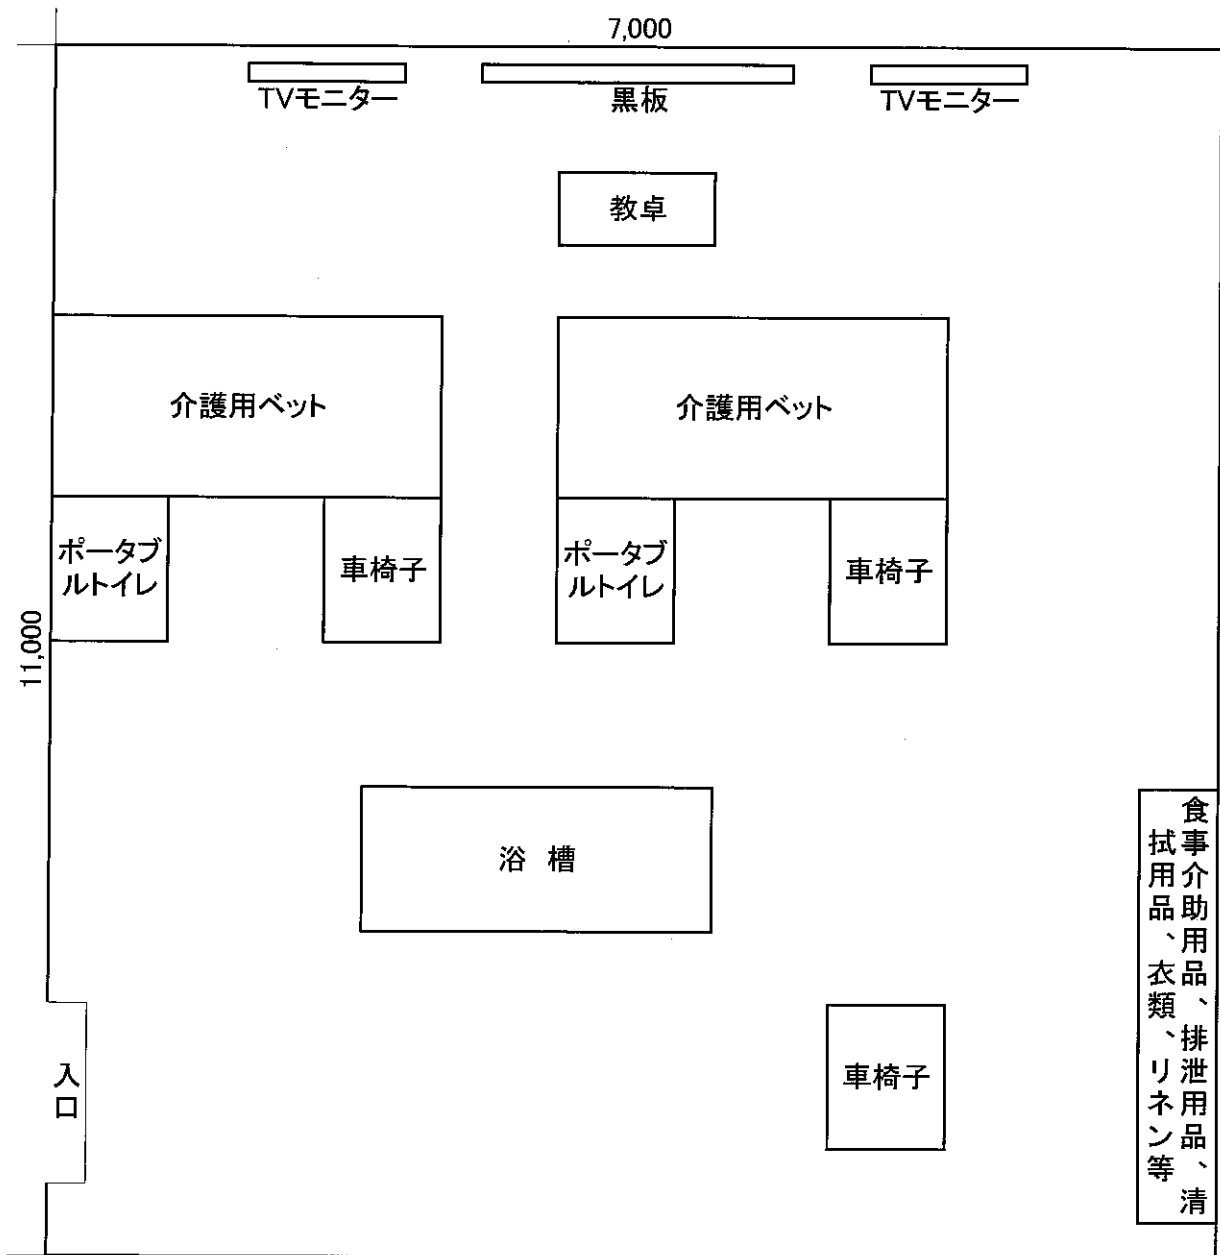 7,000
TVモニター
黒板
TVモニター
教卓
介護用ベット
介護用ベット
ポータブ
ルトイレ
車椅子
ポータブ
ルトイレ
車椅子
11,000
浴 槽
食事介助用品、排泄用品、清
拭用品、衣類、リネン等
入口
車椅子